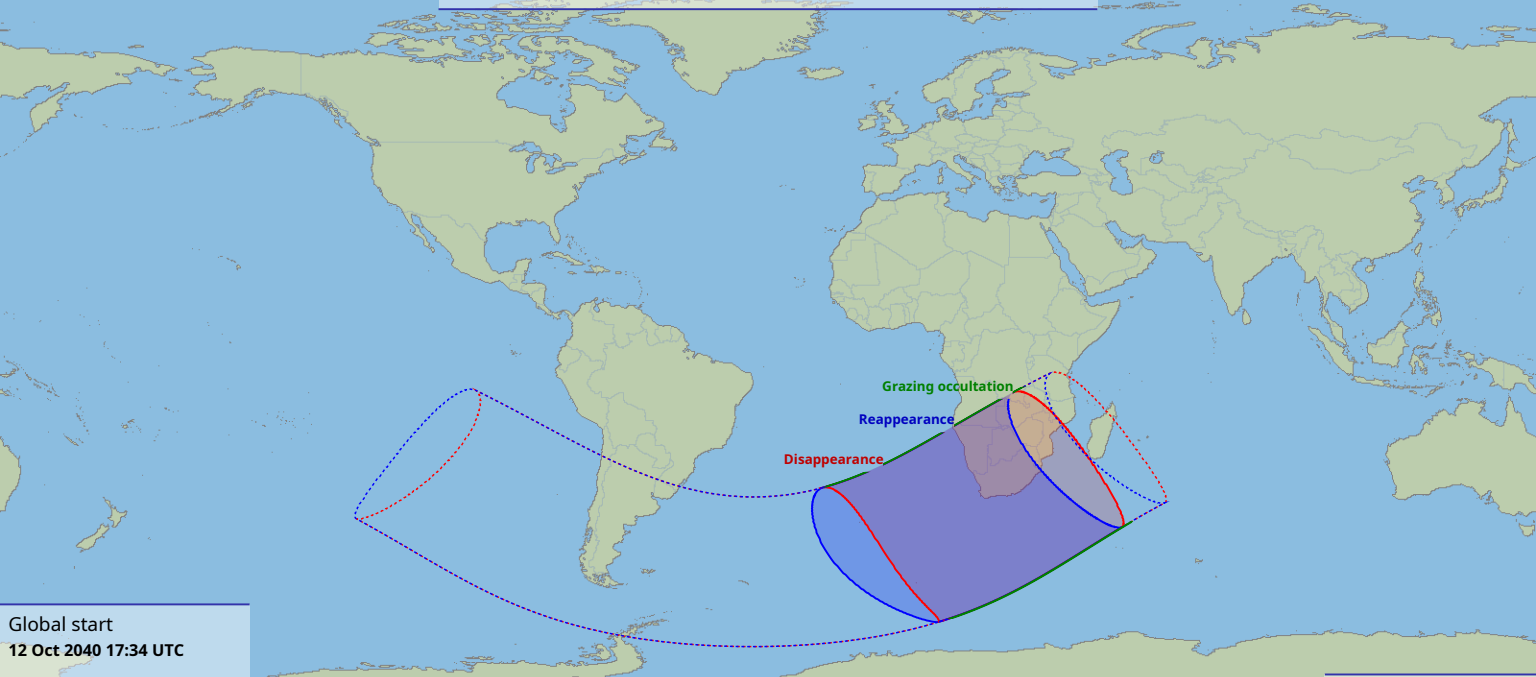 Grazing occultation
Reappearance
Disappearance
Global start
12 Oct 2040 17:34 UTC